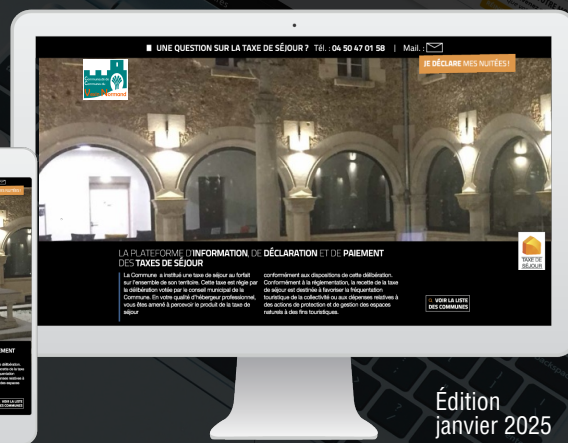 UNE QUESTION SUR LA TAXE DE SÉJOUR ? Tél. : 04 50 47 01 58 | Mail. :
JE DÉCLARE MES NUITÉES !
Normand
LA PLATEFORME D'INFORMATION, DE DÉCLARATION ET DE PAIEMENT
DES TAXES DE SÉJOUR
La Commune a institué une taxe de séjour au forfait
sur l'ensemble de son territoire. Cette taxe est régie par
la délibération votée par le conseil municipal de la
Commune. En votre qualité d'hébergeur professionnel,
vous êtes amené à percevoir le produit de la taxe de
séjour
conformément aux dispositions de cette délibération.
Conformément à la réglementation, la recette de la taxe
de séjour est destinée à favoriser la fréquentation
touristique de la collectivité ou aux dépenses relatives à
des actions de protection et de gestion des espaces
naturels à des fins touristiques.
TAXE DE
SÉJOUR
VOIR LA LISTE
DES COMMUNES
Édition
janvier 2025